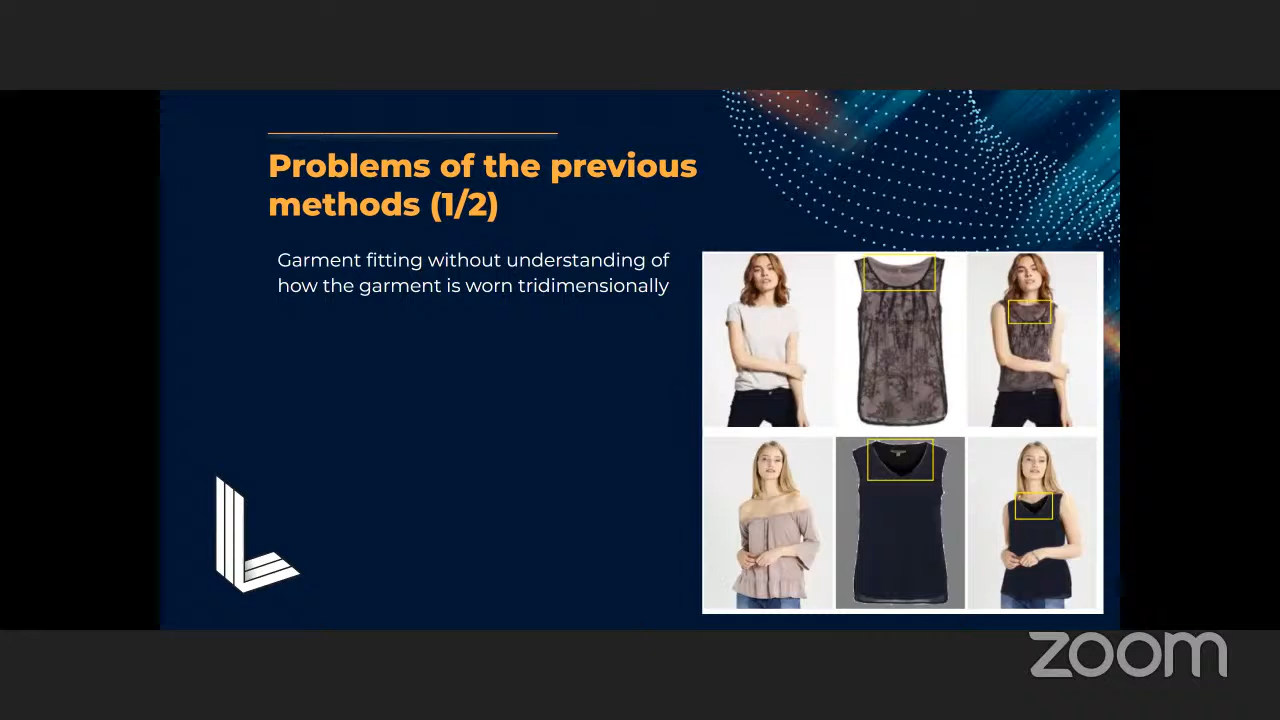 Problems of the previous
methods (1/2)
Garment fitting without understanding of
how the garment is worn tridimensionally
zoom